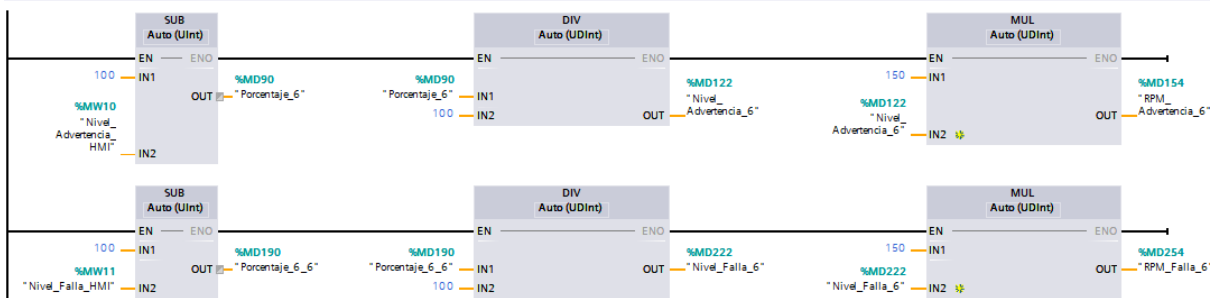 SUB
Auto (UInt)
EN
ENO
100
IN1
%MW10
"Nivel_
Advertencia_
HMI"
IN2
OUT
%MD90
"Porcentaje_6"
DIV
Auto (UDInt)
EN
ENO
%MD90
"Porcentaje_6"
IN1
100
IN2
OUT
%MD122
"Nivel_
Advertencia_6"
MUL
Auto (UDInt)
EN
ENO
150
IN1
%MD122
"Nivel_
Advertencia_6"
IN2
OUT
%MD154
"RPM_
Advertencia_6"
SUB
Auto (UInt)
EN
ENO
100
IN1
%MW11
"Nivel_Falla_HMI"
IN2
OUT
%MD190
"Porcentaje_6_6"
DIV
Auto (UDInt)
EN
ENO
%MD190
"Porcentaje_6_6"
IN1
100
IN2
OUT
%MD222
"Nivel_Falla_6"
MUL
Auto (UDInt)
EN
ENO
150
IN1
%MD222
"Nivel_Falla_6"
IN2
OUT
%MD254
"RPM_Falla_6"